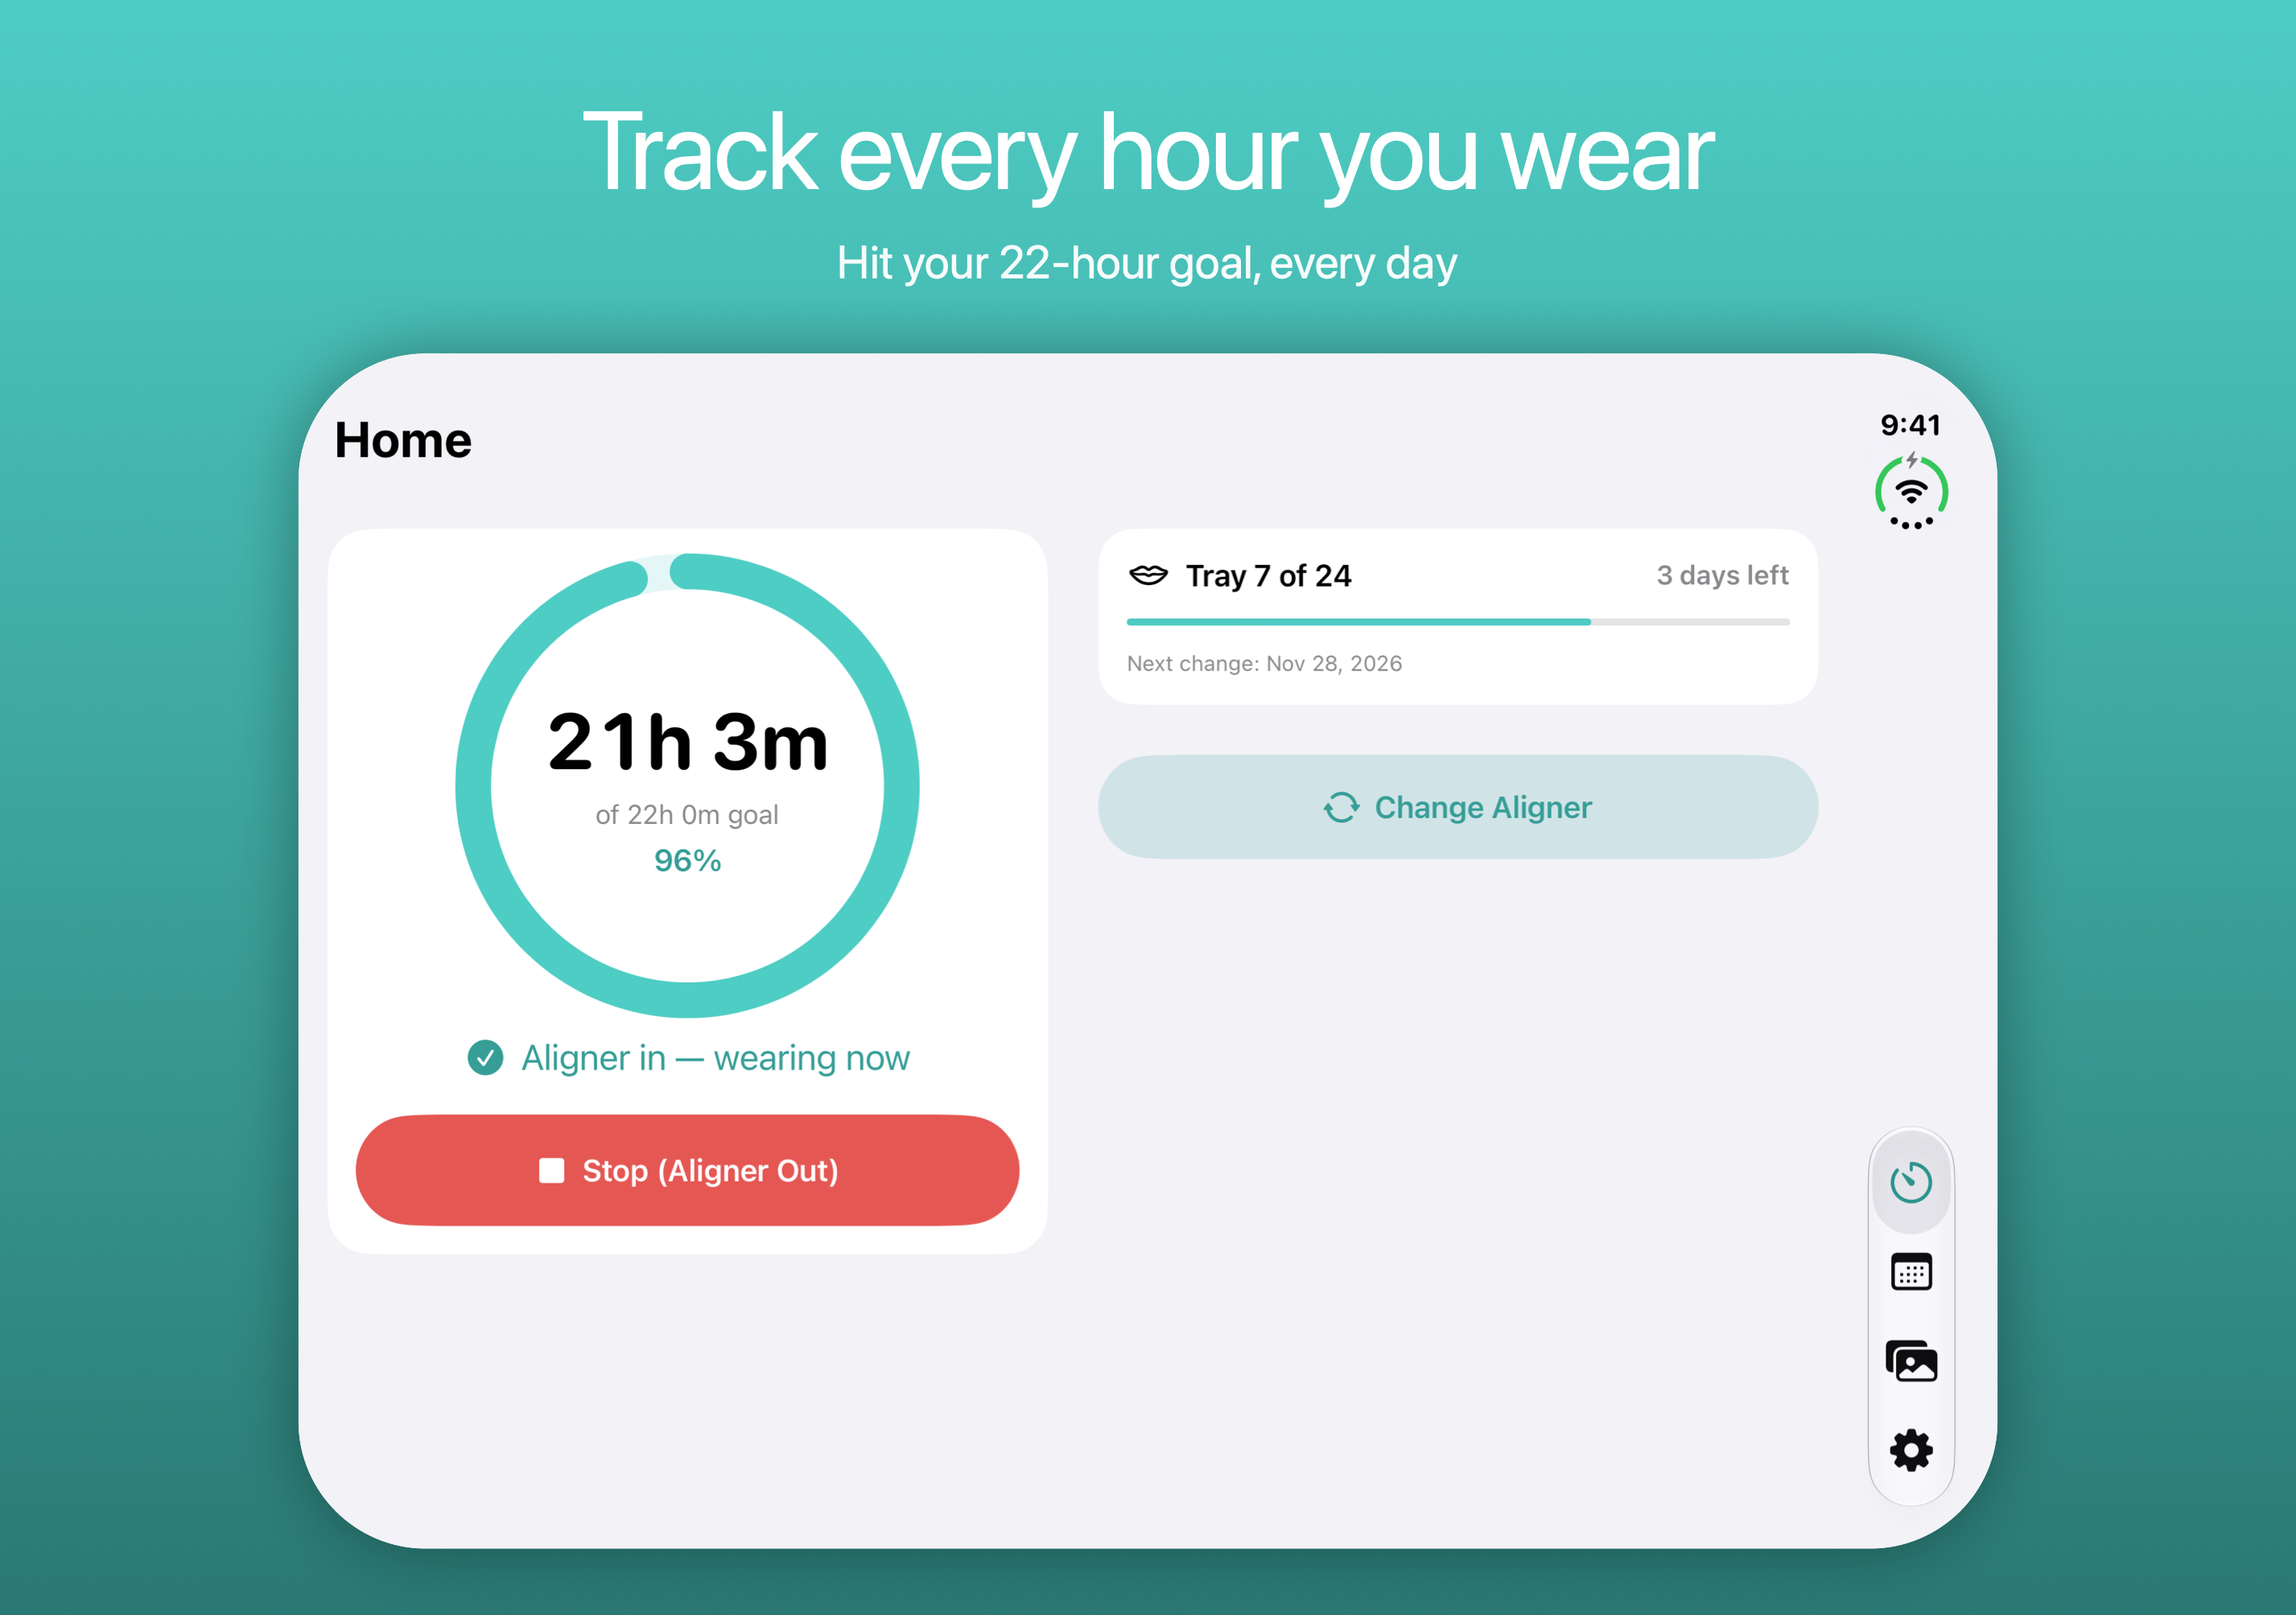 Track every hour you wear
Hit your 22-hour goal, every day
Home
9:41
21h 3m
of 22h 0m goal
96%
Aligner in — wearing now
Stop (Aligner Out)
Tray 7 of 24
3 days left
Next change: Nov 28, 2026
Change Aligner